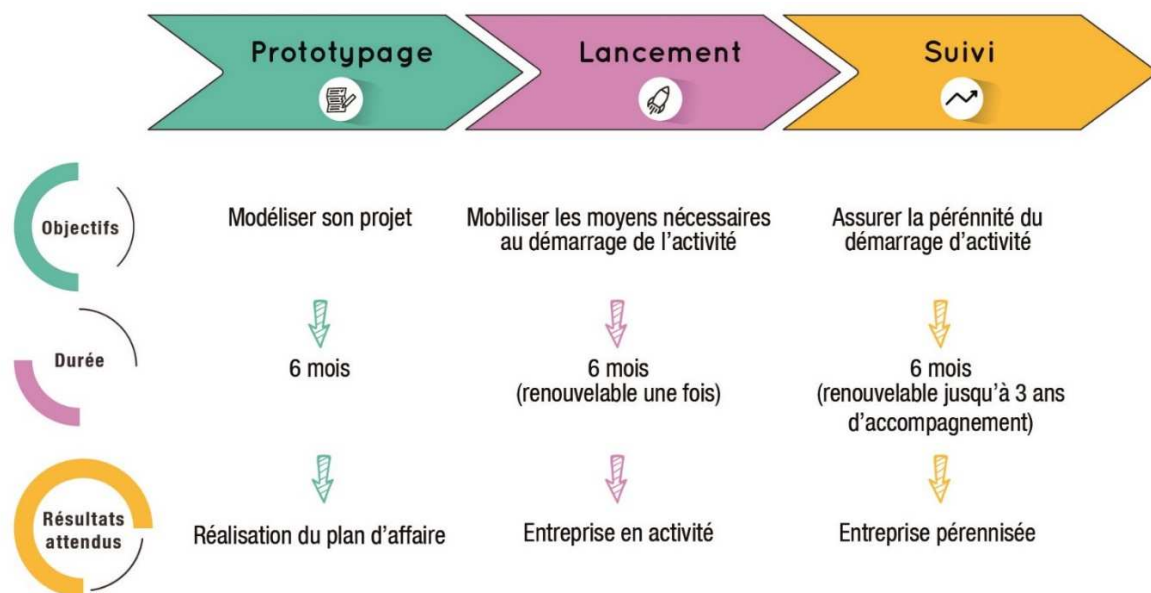 Prototypage
Lancement
Suivi
Objectifs
Modéliser son projet
Mobiliser les moyens nécessaires
au démarrage de l'activité
Assurer la pérénnité du
démarrage d'activité
Durée
6 mois
6 mois
(renouvelable une fois)
6 mois
(renouvelable jusqu'à 3 ans
d'accompagnement)
Résultats
attendus
Réalisation du plan d'affaire
Entreprise en activité
Entreprise pérennisée